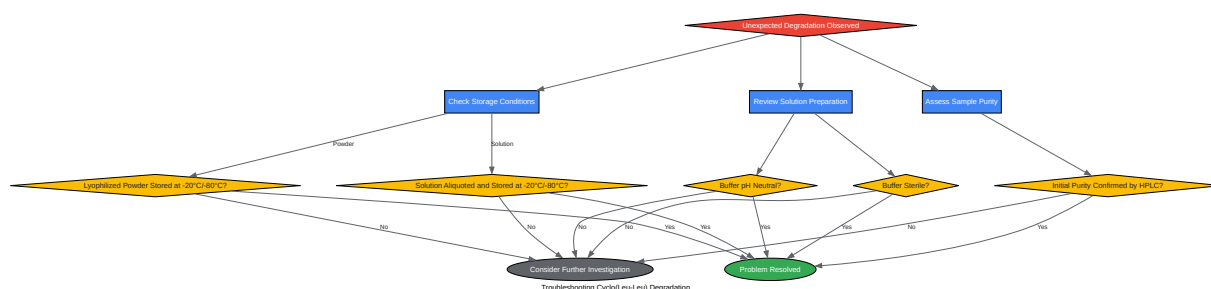 Unexpected Degradation Observed
Check Storage Conditions
Review Solution Preparation
Assess Sample Purity
Powder
Solution
Lyophilized Powder Stored at -20°C/-80°C?
Solution Aliquoted and Stored at -20°C/-80°C?
Buffer pH Neutral?
Buffer Sterile?
Initial Purity Confirmed by HPLC?
No
No
No
No
Yes
Yes
Yes
Yes
No
Yes
Consider Further Investigation
Problem Resolved
Troubleshooting Cyclo(Leu-Leu) Degradation